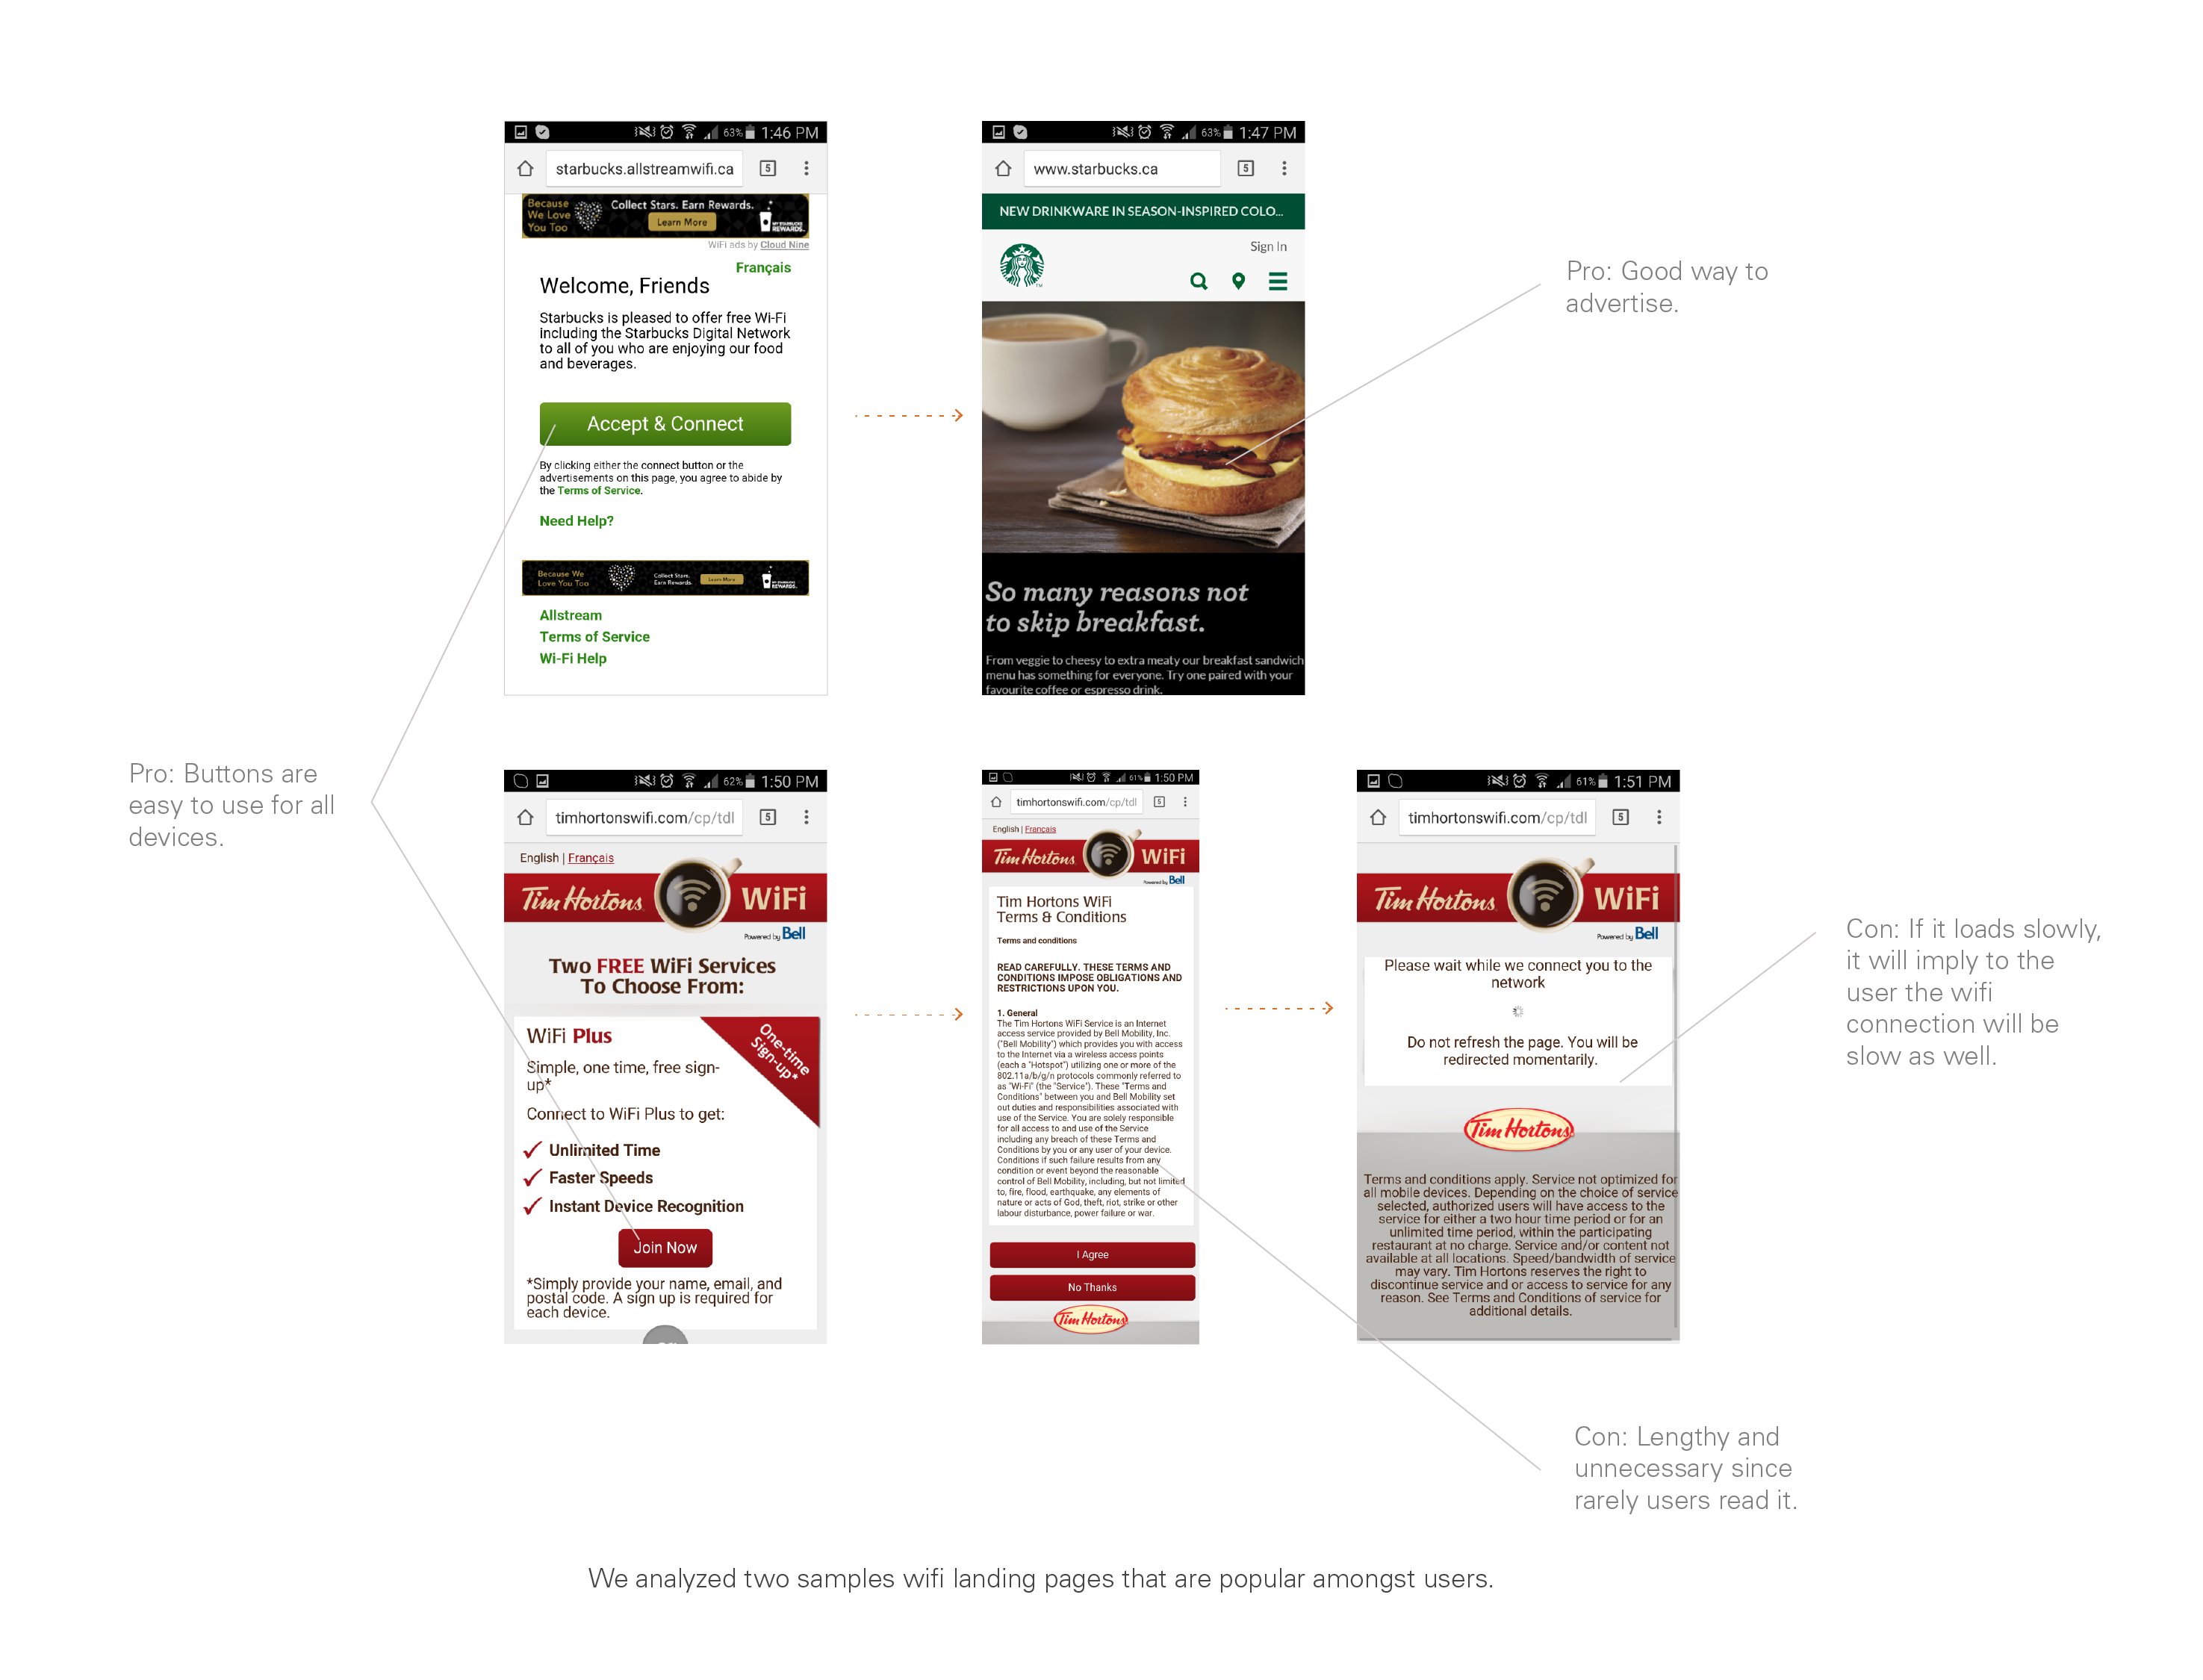 63% 1:46 PM
starbucks.allstreamwifi.ca 5
Because
We Love
You Too
Collect Stars. Earn Rewards.
Learn More
MY STARBUCKS
REWARDS.
WiFi ads by Cloud Nine
Français
Welcome, Friends
Starbucks is pleased to offer free Wi-Fi
including the Starbucks Digital Network
to all of you who are enjoying our food
and beverages.
Accept & Connect
By clicking either the connect button or the
advertisements on this page, you agree to abide by
the Terms of Service.
Need Help?
Because We
Love You Too
Collect Stars.
Earn Rewards.
Learn More
REWARDS.
Allstream
Terms of Service
Wi-Fi Help
63% 1:47 PM
www.starbucks.ca 5
NEW DRINKWARE IN SEASON-INSPIRED COLO...
Sign In
So many reasons not
to skip breakfast.
From veggie to cheesy to extra meaty our breakfast sandwich
menu has something for everyone. Try one paired with your
favourite coffee or espresso drink.
Pro: Good way to
advertise.
Pro: Buttons are
easy to use for all
devices.
62% 1:50 PM
timhortonswifi.com/cp/tdl 5
English | Français
Tim Hortons WiFi
Powered by Bell
Two FREE WiFi Services
To Choose From:
WiFi Plus
One-time
Sign-up*
Simple, one time, free sign-
up*
Connect to WiFi Plus to get:
Unlimited Time
Faster Speeds
Instant Device Recognition
Join Now
*Simply provide your name, email, and
postal code. A sign up is required for
each device.
61% 1:50 PM
timhortonswifi.com/cp/tdl 5
English | Français
Tim Hortons WiFi
Powered by Bell
Tim Hortons WiFi
Terms & Conditions
Terms and conditions
READ CAREFULLY. THESE TERMS AND
CONDITIONS IMPOSE OBLIGATIONS AND
RESTRICTIONS UPON YOU.
1. General
The Tim Hortons WiFi Service is an Internet
access service provided by Bell Mobility, Inc.
("Bell Mobility") which provides you with access
to the Internet via a wireless access points
(each a "Hotspot") utilizing one or more of the
802.11a/b/g/n protocols commonly referred to
as "Wi-Fi" (the "Service"). These "Terms and
Conditions" between you and Bell Mobility set
out duties and responsibilities associated with
use of the Service. You are solely responsible
for all access to and use of the Service
including any breach of these Terms and
Conditions by you or any user of your device.
Conditions if such failure results from any
condition or event beyond the reasonable
control of Bell Mobility, including, but not limited
to, fire, flood, earthquake, any elements of
nature or acts of God, theft, riot, strike or other
labour disturbance, power failure or war.
I Agree
No Thanks
Tim Hortons
61% 1:51 PM
timhortonswifi.com/cp/tdl 5
Tim Hortons WiFi
Powered by Bell
Please wait while we connect you to the
network
Do not refresh the page. You will be
redirected momentarily.
Tim Hortons
Terms and conditions apply. Service not optimized for
all mobile devices. Depending on the choice of service
selected, authorized users will have access to the
service for either a two hour time period or for an
unlimited time period, within the participating
restaurant at no charge. Service and/or content not
available at all locations. Speed/bandwidth of service
may vary. Tim Hortons reserves the right to
discontinue service and or access to service for any
reason. See Terms and Conditions of service for
additional details.
Con: If it loads slowly,
it will imply to the
user the wifi
connection will be
slow as well.
Con: Lengthy and
unnecessary since
rarely users read it.
We analyzed two samples wifi landing pages that are popular amongst users.